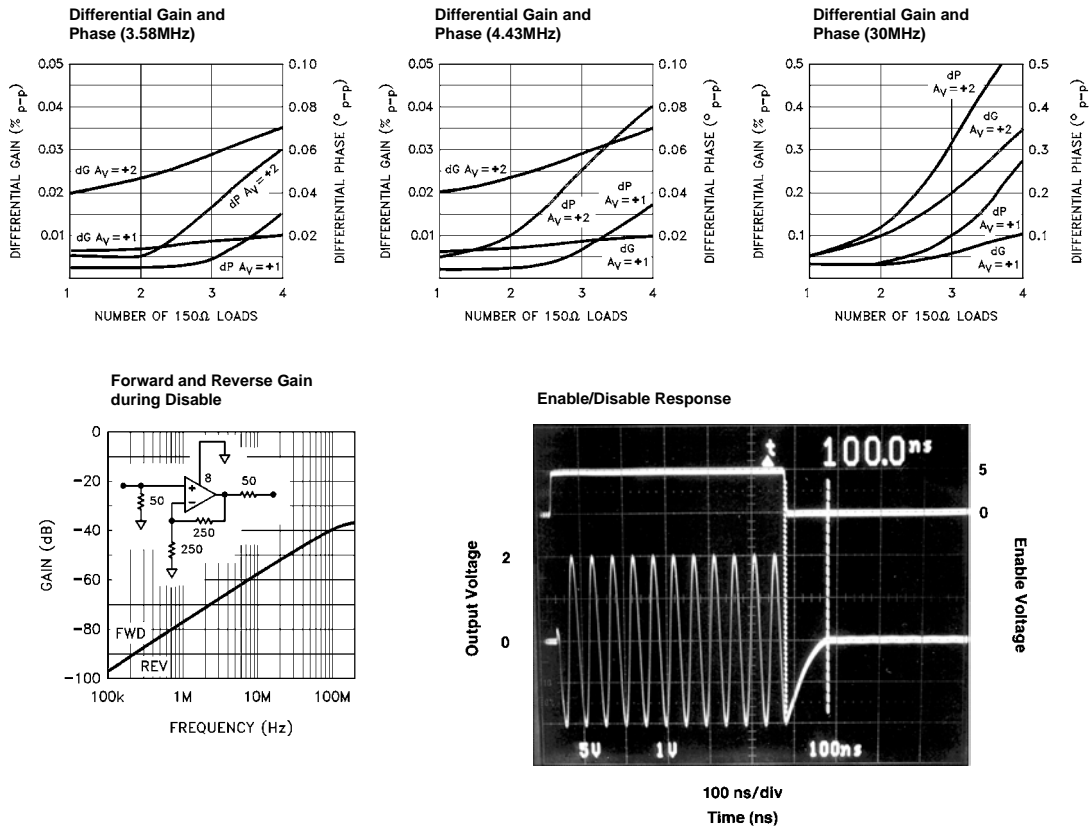 Differential Gain and
Phase (3.58MHz)
DIFFERENTIAL GAIN (% p-p)
0.05
0.04
0.03
0.02
0.01
0.10
0.08
0.06
0.04
0.02
DIFFERENTIAL PHASE (° p-p)
dG AV = +2
dP AV = +2
dG AV = +1
dP AV = +1
1
2
3
4
NUMBER OF 150Ω LOADS
Differential Gain and
Phase (4.43MHz)
DIFFERENTIAL GAIN (% p-p)
0.05
0.04
0.03
0.02
0.01
0.10
0.08
0.06
0.04
0.02
DIFFERENTIAL PHASE (° p-p)
dG AV = +2
dP
AV = +2
dP
AV = +1
dG
AV = +1
1
2
3
4
NUMBER OF 150Ω LOADS
Differential Gain and
Phase (30MHz)
DIFFERENTIAL GAIN (% p-p)
0.5
0.4
0.3
0.2
0.1
0.5
0.4
0.3
0.2
0.1
DIFFERENTIAL PHASE (° p-p)
dP
AV = +2
dG
AV = +2
dP
AV = +1
dG
AV = +1
1
2
3
4
NUMBER OF 150Ω LOADS
Forward and Reverse Gain
during Disable
GAIN (dB)
0
−20
−40
−60
−80
−100
8
+
−
50
50
250
250
FWD
REV
100k
1M
10M
100M
FREQUENCY (Hz)
Enable/Disable Response
Output Voltage
2
0
t
100.0ns
5
0
Enable Voltage
5V
1V
100ns
100 ns/div
Time (ns)